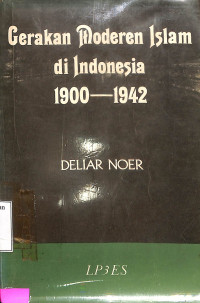 Gerakan Moderen Islam
di Indonesia
1900—1942
DELIAR NOER
LP3ES